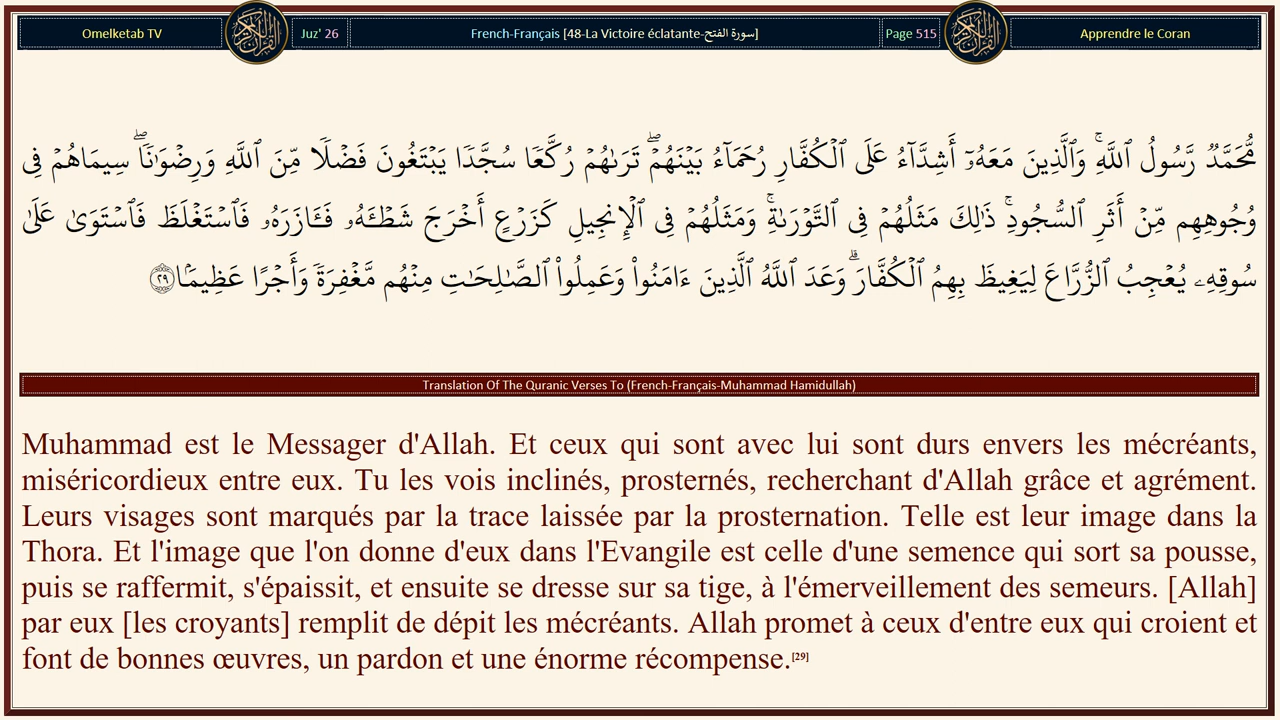 Omelketab TV
Juz' 26
French-Français [48-La Victoire éclatante-سورة الفتح]
Page 515
Apprendre le Coran
مُّحَمَّدٌ رَّسُولُ ٱللَّهِۚ وَٱلَّذِينَ مَعَهُۥٓ أَشِدَّآءُ عَلَى ٱلْكُفَّارِ رُحَمَآءُ بَيْنَهُمْۖ تَرَىٰهُمْ رُكَّعًا سُجَّدًا يَبْتَغُونَ فَضْلًا مِّنَ ٱللَّهِ وَرِضْوَٰنًاۖ سِيمَاهُمْ فِى
وُجُوهِهِم مِّنْ أَثَرِ ٱلسُّجُودِۚ ذَٰلِكَ مَثَلُهُمْ فِى ٱلتَّوْرَىٰةِۚ وَمَثَلُهُمْ فِى ٱلْإِنجِيلِ كَزَرْعٍ أَخْرَجَ شَطْـَٔهُۥ فَـَٔازَرَهُۥ فَٱسْتَغْلَظَ فَٱسْتَوَىٰ عَلَىٰ
سُوقِهِۦ يُعْجِبُ ٱلزُّرَّاعَ لِيَغِيظَ بِهِمُ ٱلْكُفَّارَۗ وَعَدَ ٱللَّهُ ٱلَّذِينَ ءَامَنُوا۟ وَعَمِلُوا۟ ٱلصَّٰلِحَٰتِ مِنْهُم مَّغْفِرَةً وَأَجْرًا عَظِيمًۢا ٢٩
Translation Of The Quranic Verses To (French-Français-Muhammad Hamidullah)
Muhammad est le Messager d'Allah. Et ceux qui sont avec lui sont durs envers les mécréants,
miséricordieux entre eux. Tu les vois inclinés, prosternés, recherchant d'Allah grâce et agrément.
Leurs visages sont marqués par la trace laissée par la prosternation. Telle est leur image dans la
Thora. Et l'image que l'on donne d'eux dans l'Evangile est celle d'une semence qui sort sa pousse,
puis se raffermit, s'épaissit, et ensuite se dresse sur sa tige, à l'émerveillement des semeurs. [Allah]
par eux [les croyants] remplit de dépit les mécréants. Allah promet à ceux d'entre eux qui croient et
font de bonnes œuvres, un pardon et une énorme récompense.[29]